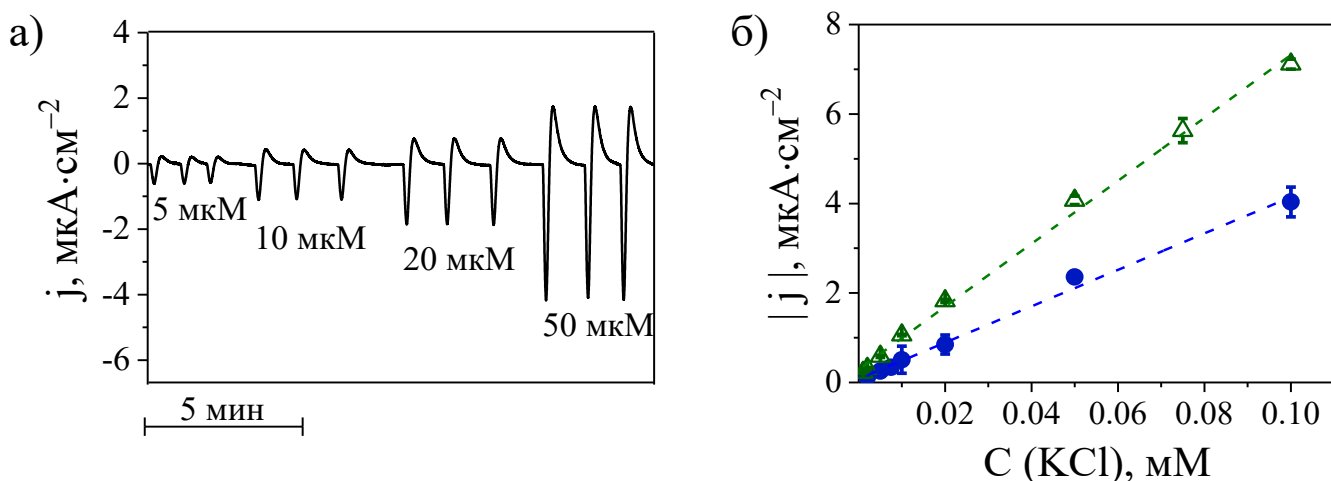 а)
j, мкА·см⁻²
4
2
0
-2
-4
-6
5 мкМ
10 мкМ
20 мкМ
50 мкМ
5 мин
б)
|j|, мкА·см⁻²
8
6
4
2
0
0.02
0.04
0.06
0.08
0.10
C (KCl), мМ